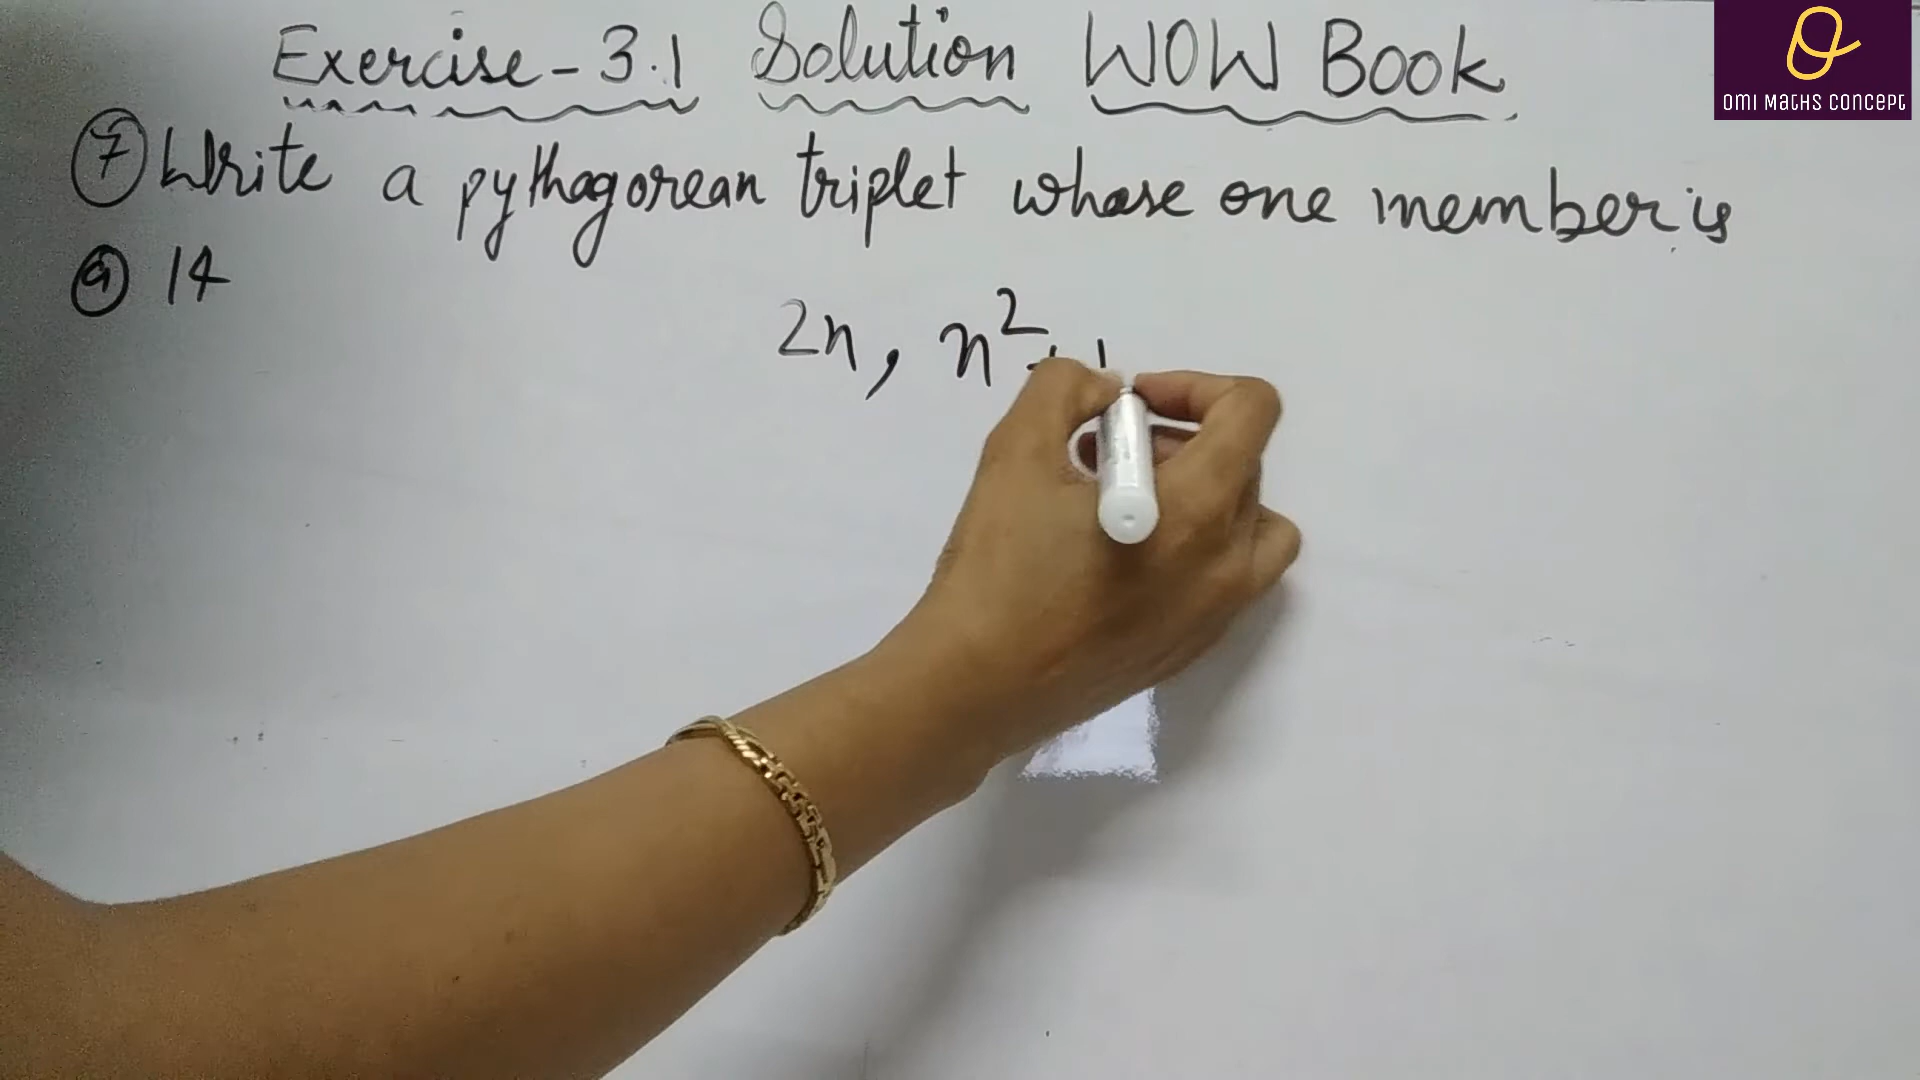 Exercise-3.1 Solution WOW Book
OMI MATHS CONCEPT
7 Write a pythagorean triplet whose one member is
a 14
2n, n² + 1